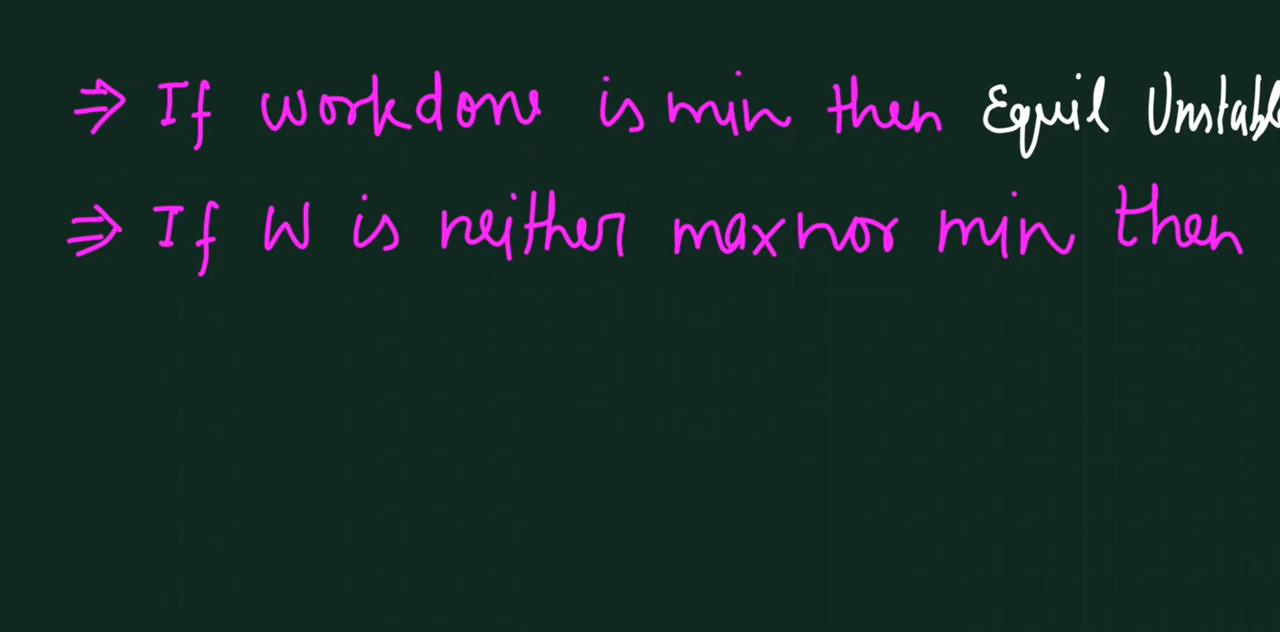 ⇒ If workdone is min then Equil Unstable
⇒ If W is neither max nor min then